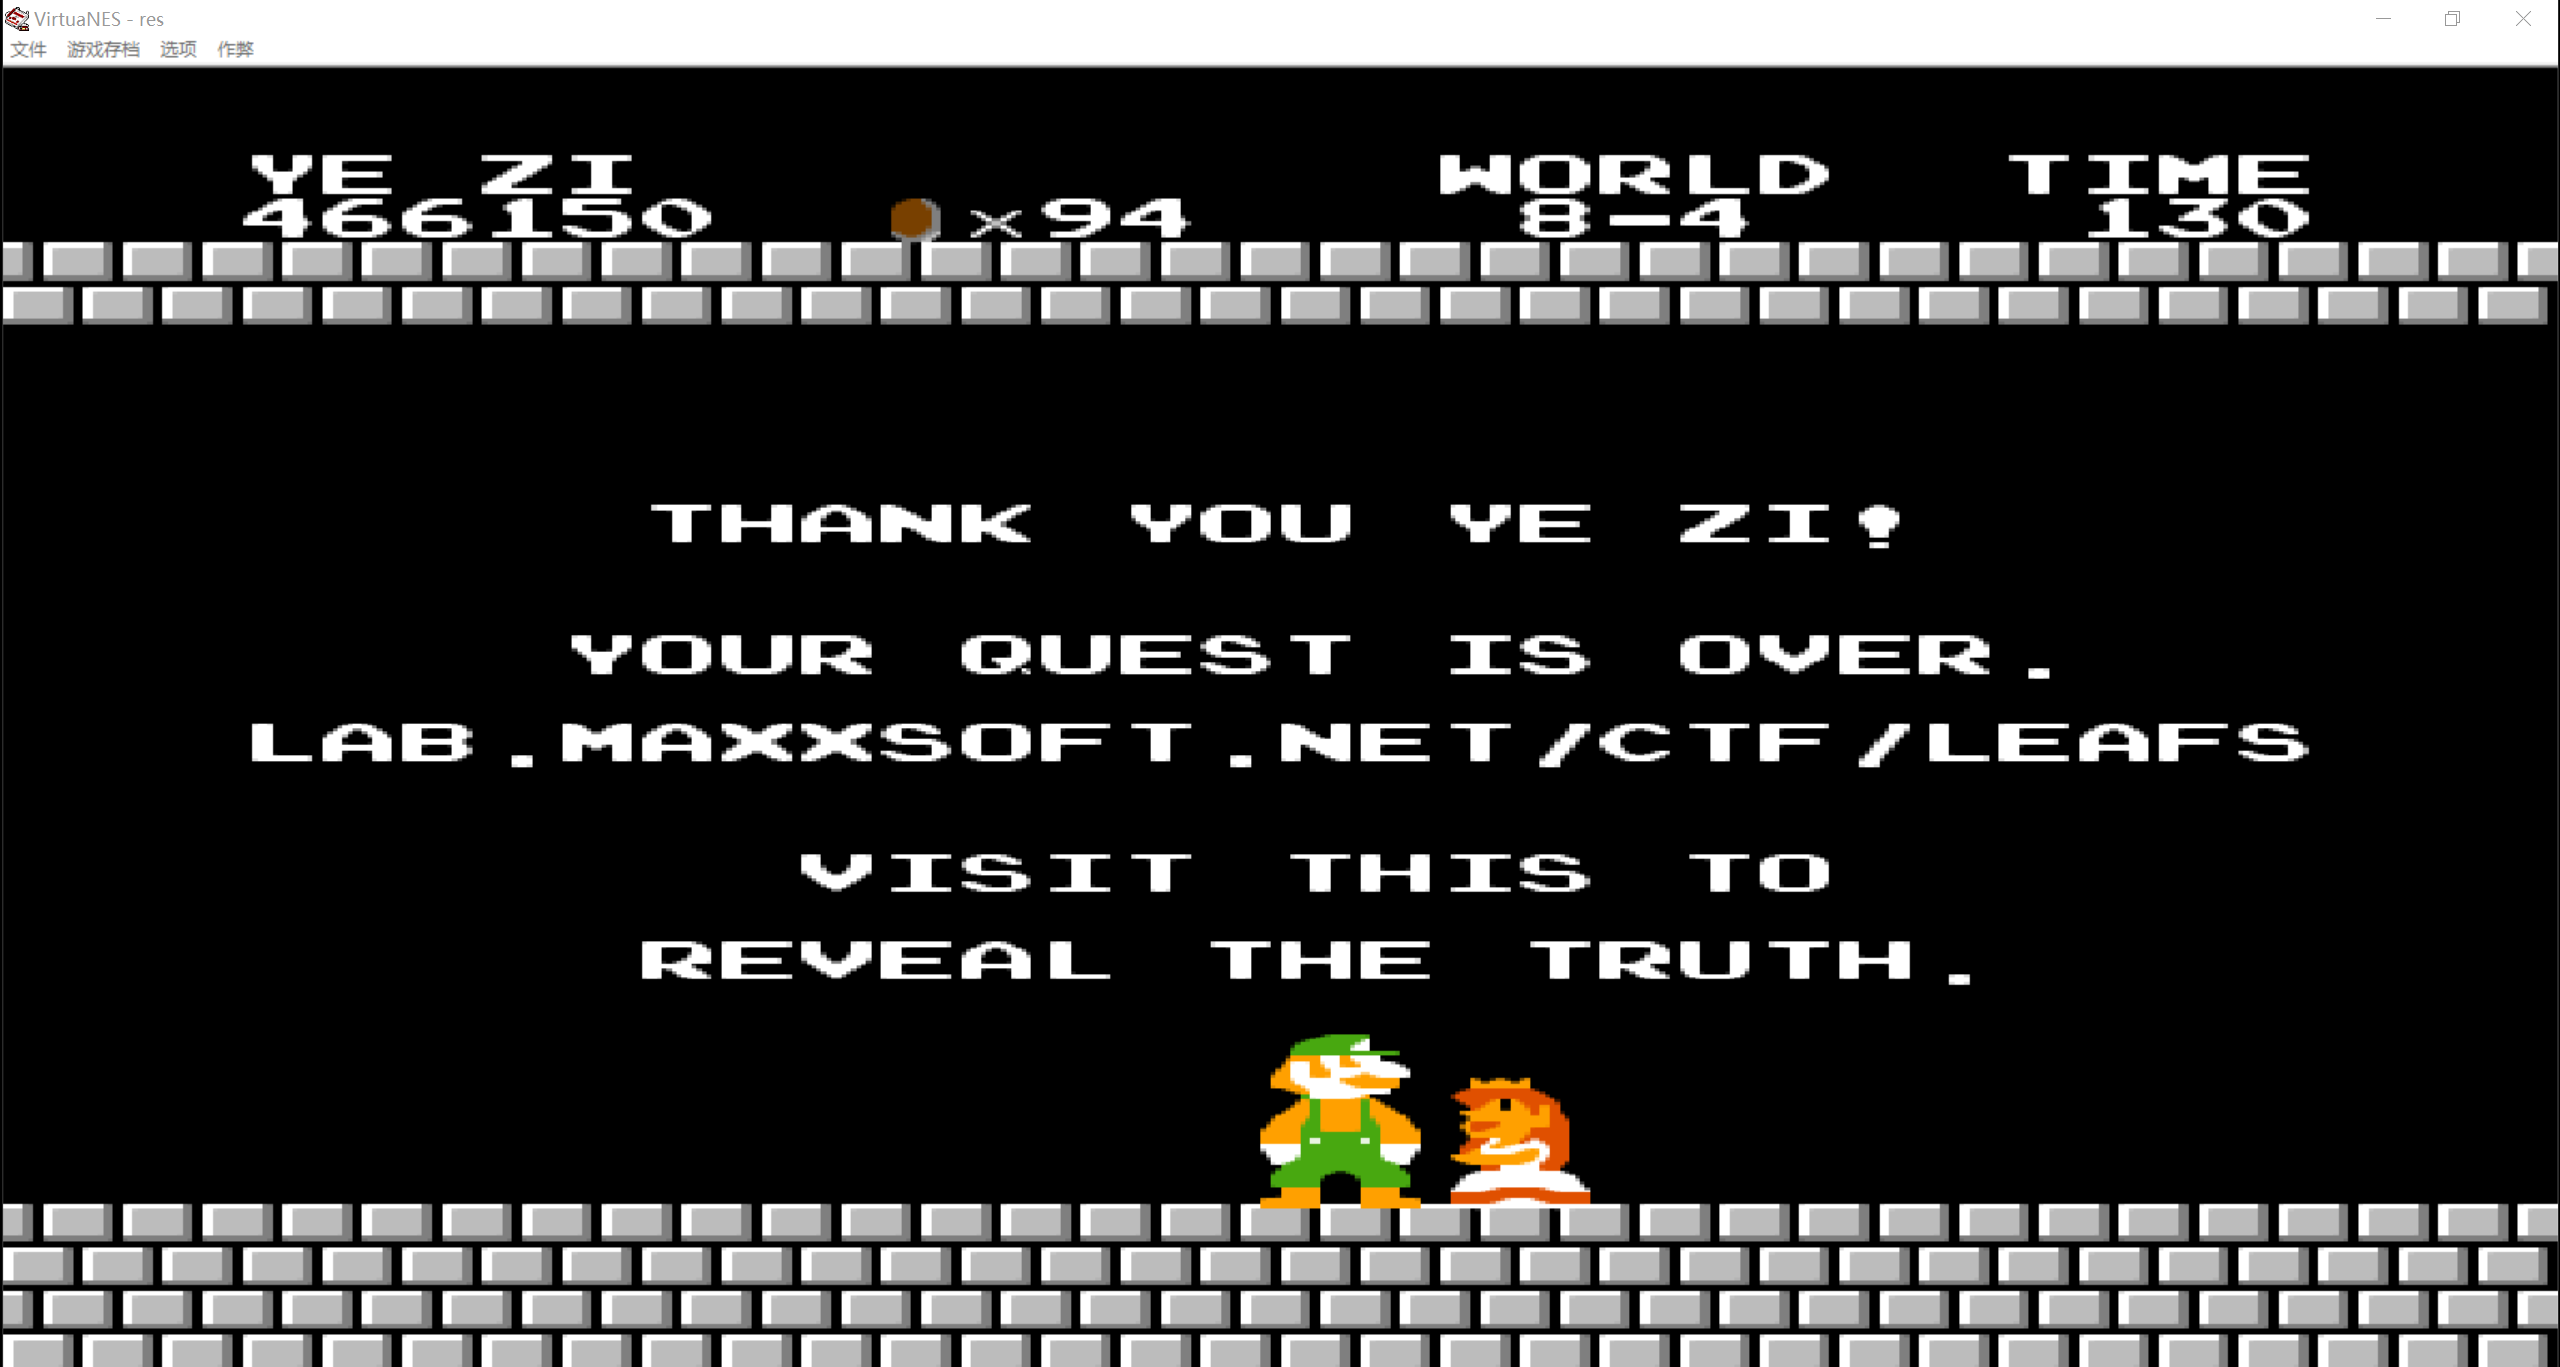 VirtuaNES - res
文件 游戏存档 选项 作弊
YE ZI WORLD TIME
466150 ×94 8-4 130
THANK YOU YE ZI!
YOUR QUEST IS OVER.
LAB.MAXXSOFT.NET/CTF/LEAFS
VISIT THIS TO
REVEAL THE TRUTH.